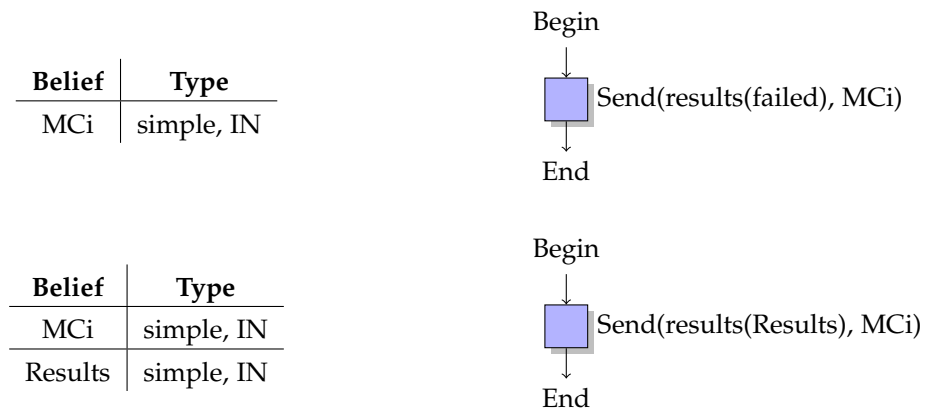 Belief Type
MCi simple, IN
Begin
Send(results(failed), MCi)
End
Belief Type
MCi simple, IN
Results simple, IN
Begin
Send(results(Results), MCi)
End